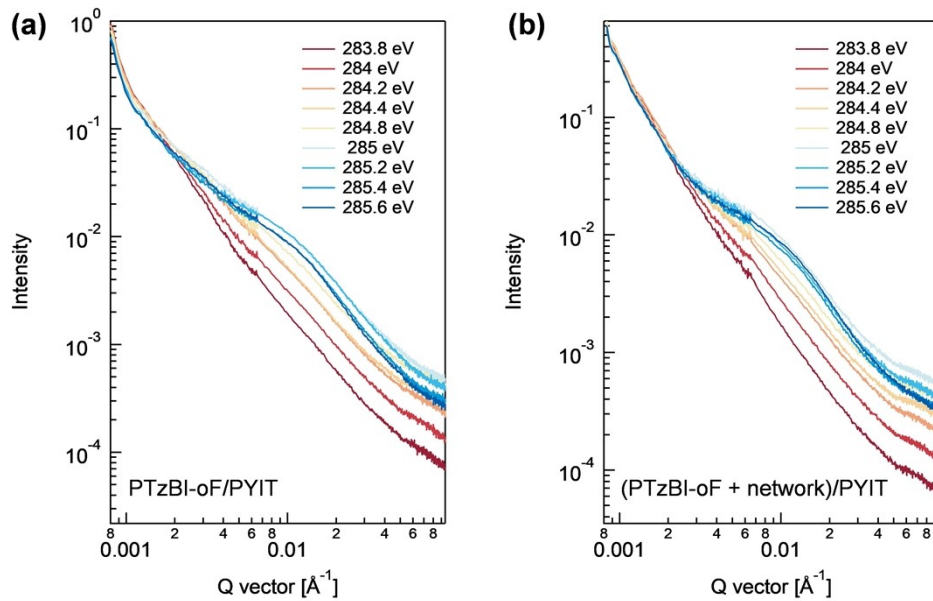 (a)
10⁰
10⁻¹
10⁻²
10⁻³
10⁻⁴
Intensity
283.8 eV
284 eV
284.2 eV
284.4 eV
284.8 eV
285 eV
285.2 eV
285.4 eV
285.6 eV
PTzBI-oF/PYIT
8 2 4 6 8 2 4 6 8
0.001 0.01
Q vector [Å⁻¹]
(b)
10⁻¹
10⁻²
10⁻³
10⁻⁴
Intensity
283.8 eV
284 eV
284.2 eV
284.4 eV
284.8 eV
285 eV
285.2 eV
285.4 eV
285.6 eV
(PTzBI-oF + network)/PYIT
8 2 4 6 8 2 4 6 8
0.001 0.01
Q vector [Å⁻¹]